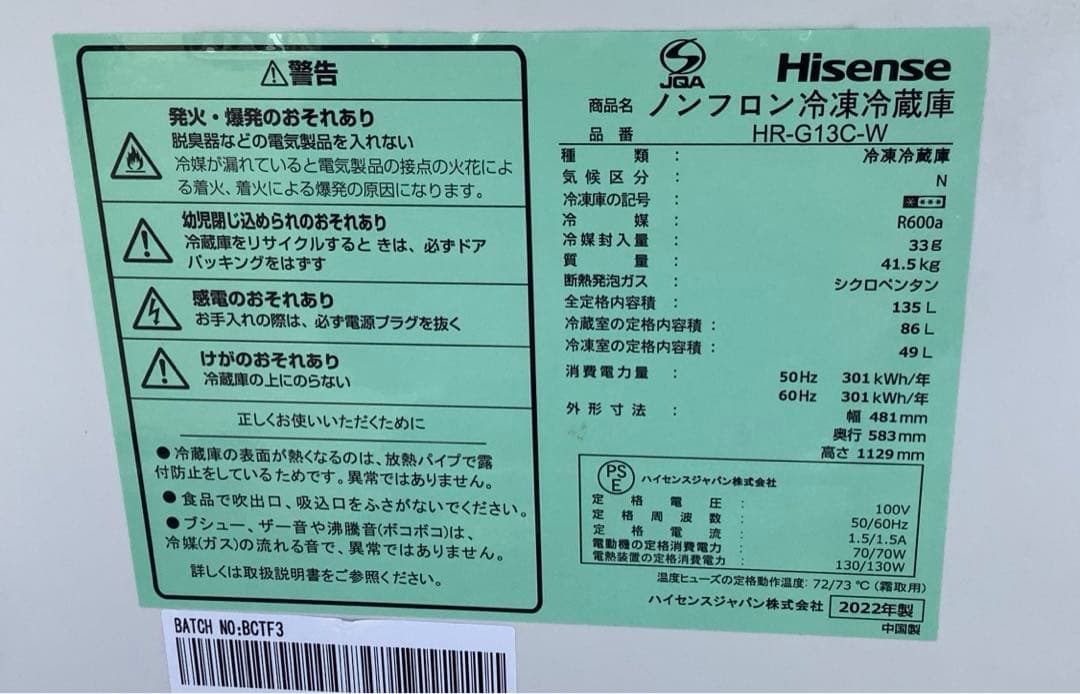 ⚠警告
発火・爆発のおそれあり
脱臭器などの電気製品を入れない
冷媒が漏れていると電気製品の接点の火花によ
る着火、着火による爆発の原因になります。
幼児閉じ込められのおそれあり
冷蔵庫をリサイクルすると きは、必ずドア
パッキングをはずす
感電のおそれあり
お手入れの際は、必ず電源プラグを抜く
けがのおそれあり
冷蔵庫の上にのらない
正しくお使いいただくために
●冷蔵庫の表面が熱くなるのは、放熱パイプで露
付防止をしているためです。異常ではありません。
●食品で吹出口、吸込口をふさがないでください。
●ブシュー、ザー音や沸騰音(ボコボコ)は、
冷媒(ガス)の流れる音で、異常ではありません。
詳しくは取扱説明書をご参照ください。
JQA
Hisense
商品名 ノンフロン冷凍冷蔵庫
品番 HR-G13C-W
種類 : 冷凍冷蔵庫
気候区分 : N
冷凍庫の記号 : * ***
冷媒 : R600a
冷媒封入量 : 33g
質量 : 41.5kg
断熱発泡ガス : シクロペンタン
全定格内容積 : 135L
冷蔵室の定格内容積 : 86L
冷凍室の定格内容積 : 49L
消費電力量 : 50Hz 301kWh/年
60Hz 301kWh/年
外形寸法 : 幅 481mm
奥行 583mm
高さ 1129mm
PSE ハイセンスジャパン株式会社
定格電圧 : 100V
定格周波数 : 50/60Hz
定格電流 : 1.5/1.5A
電動機の定格消費電力 : 70/70W
電熱装置の定格消費電力 : 130/130W
温度ヒューズの定格動作温度: 72/73 ℃ (霜取用)
ハイセンスジャパン株式会社 2022年製
中国製
BATCH NO:BCTF3